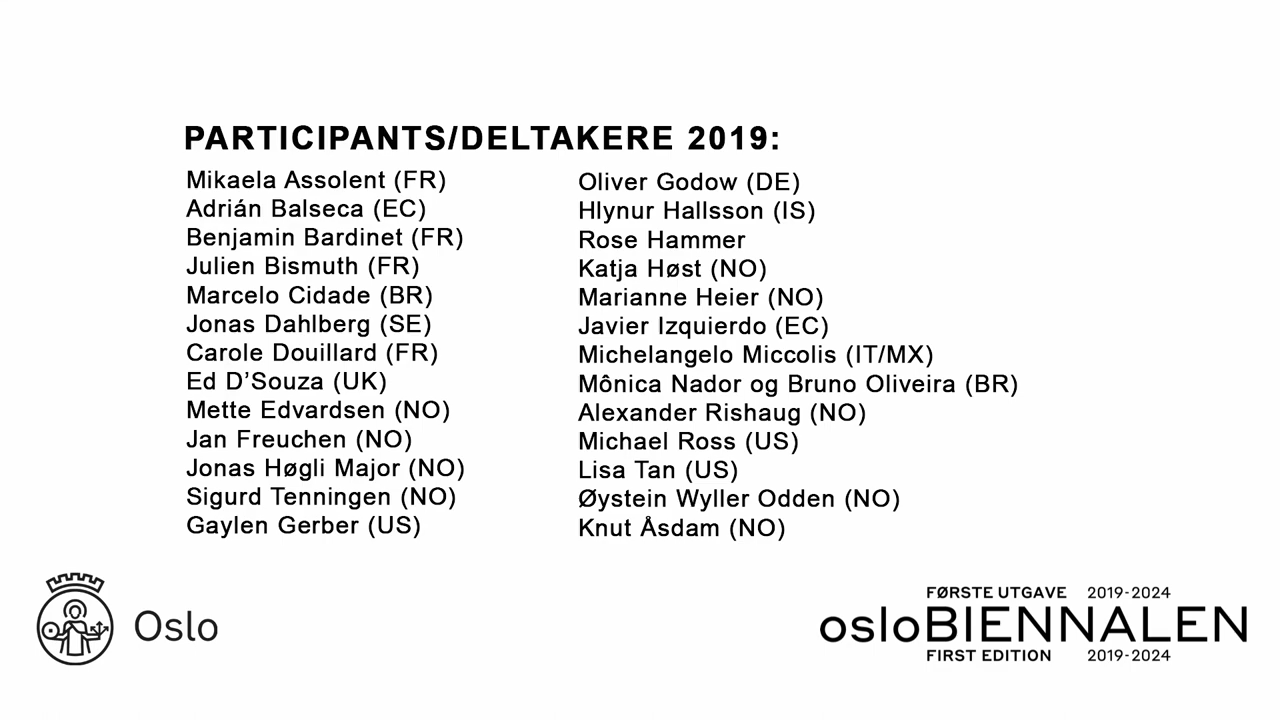 PARTICIPANTS/DELTAKERE 2019:
Mikaela Assolent (FR)
Adrián Balseca (EC)
Benjamin Bardinet (FR)
Julien Bismuth (FR)
Marcelo Cidade (BR)
Jonas Dahlberg (SE)
Carole Douillard (FR)
Ed D’Souza (UK)
Mette Edvardsen (NO)
Jan Freuchen (NO)
Jonas Høgli Major (NO)
Sigurd Tenningen (NO)
Gaylen Gerber (US)
Oliver Godow (DE)
Hlynur Hallsson (IS)
Rose Hammer
Katja Høst (NO)
Marianne Heier (NO)
Javier Izquierdo (EC)
Michelangelo Miccolis (IT/MX)
Mônica Nador og Bruno Oliveira (BR)
Alexander Rishaug (NO)
Michael Ross (US)
Lisa Tan (US)
Øystein Wyller Odden (NO)
Knut Åsdam (NO)
Oslo
FØRSTE UTGAVE 2019-2024
osloBIENNALEN
FIRST EDITION 2019-2024